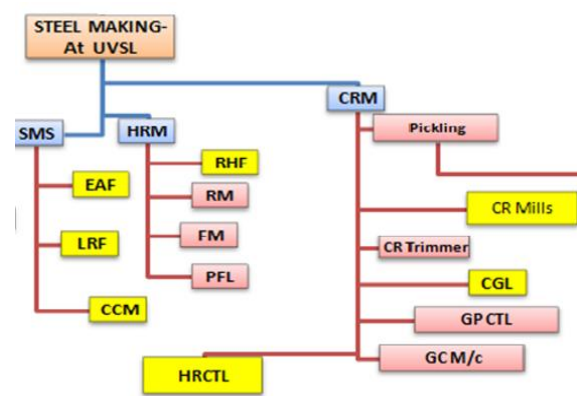 STEEL MAKING-
At UVSL
SMS
HRM
CRM
EAF
LRF
CCM
RHF
RM
FM
PFL
Pickling
CR Mills
CR Trimmer
CGL
GP CTL
GC M/c
HRCTL